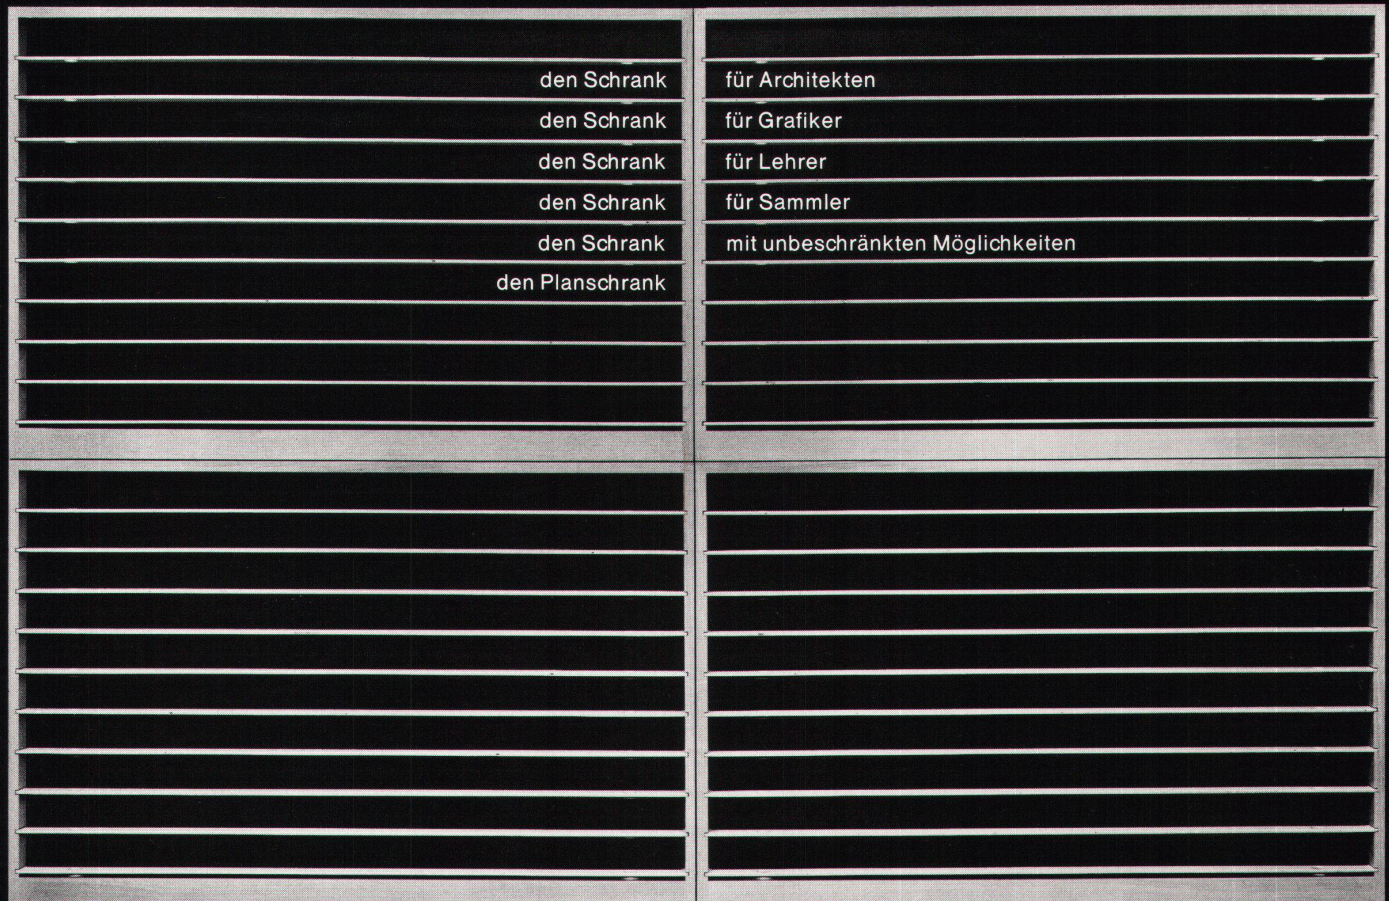 den Schrank für Architekten
den Schrank für Grafiker
den Schrank für Lehrer
den Schrank für Sammler
den Schrank mit unbeschränkten Möglichkeiten
den Planschrank